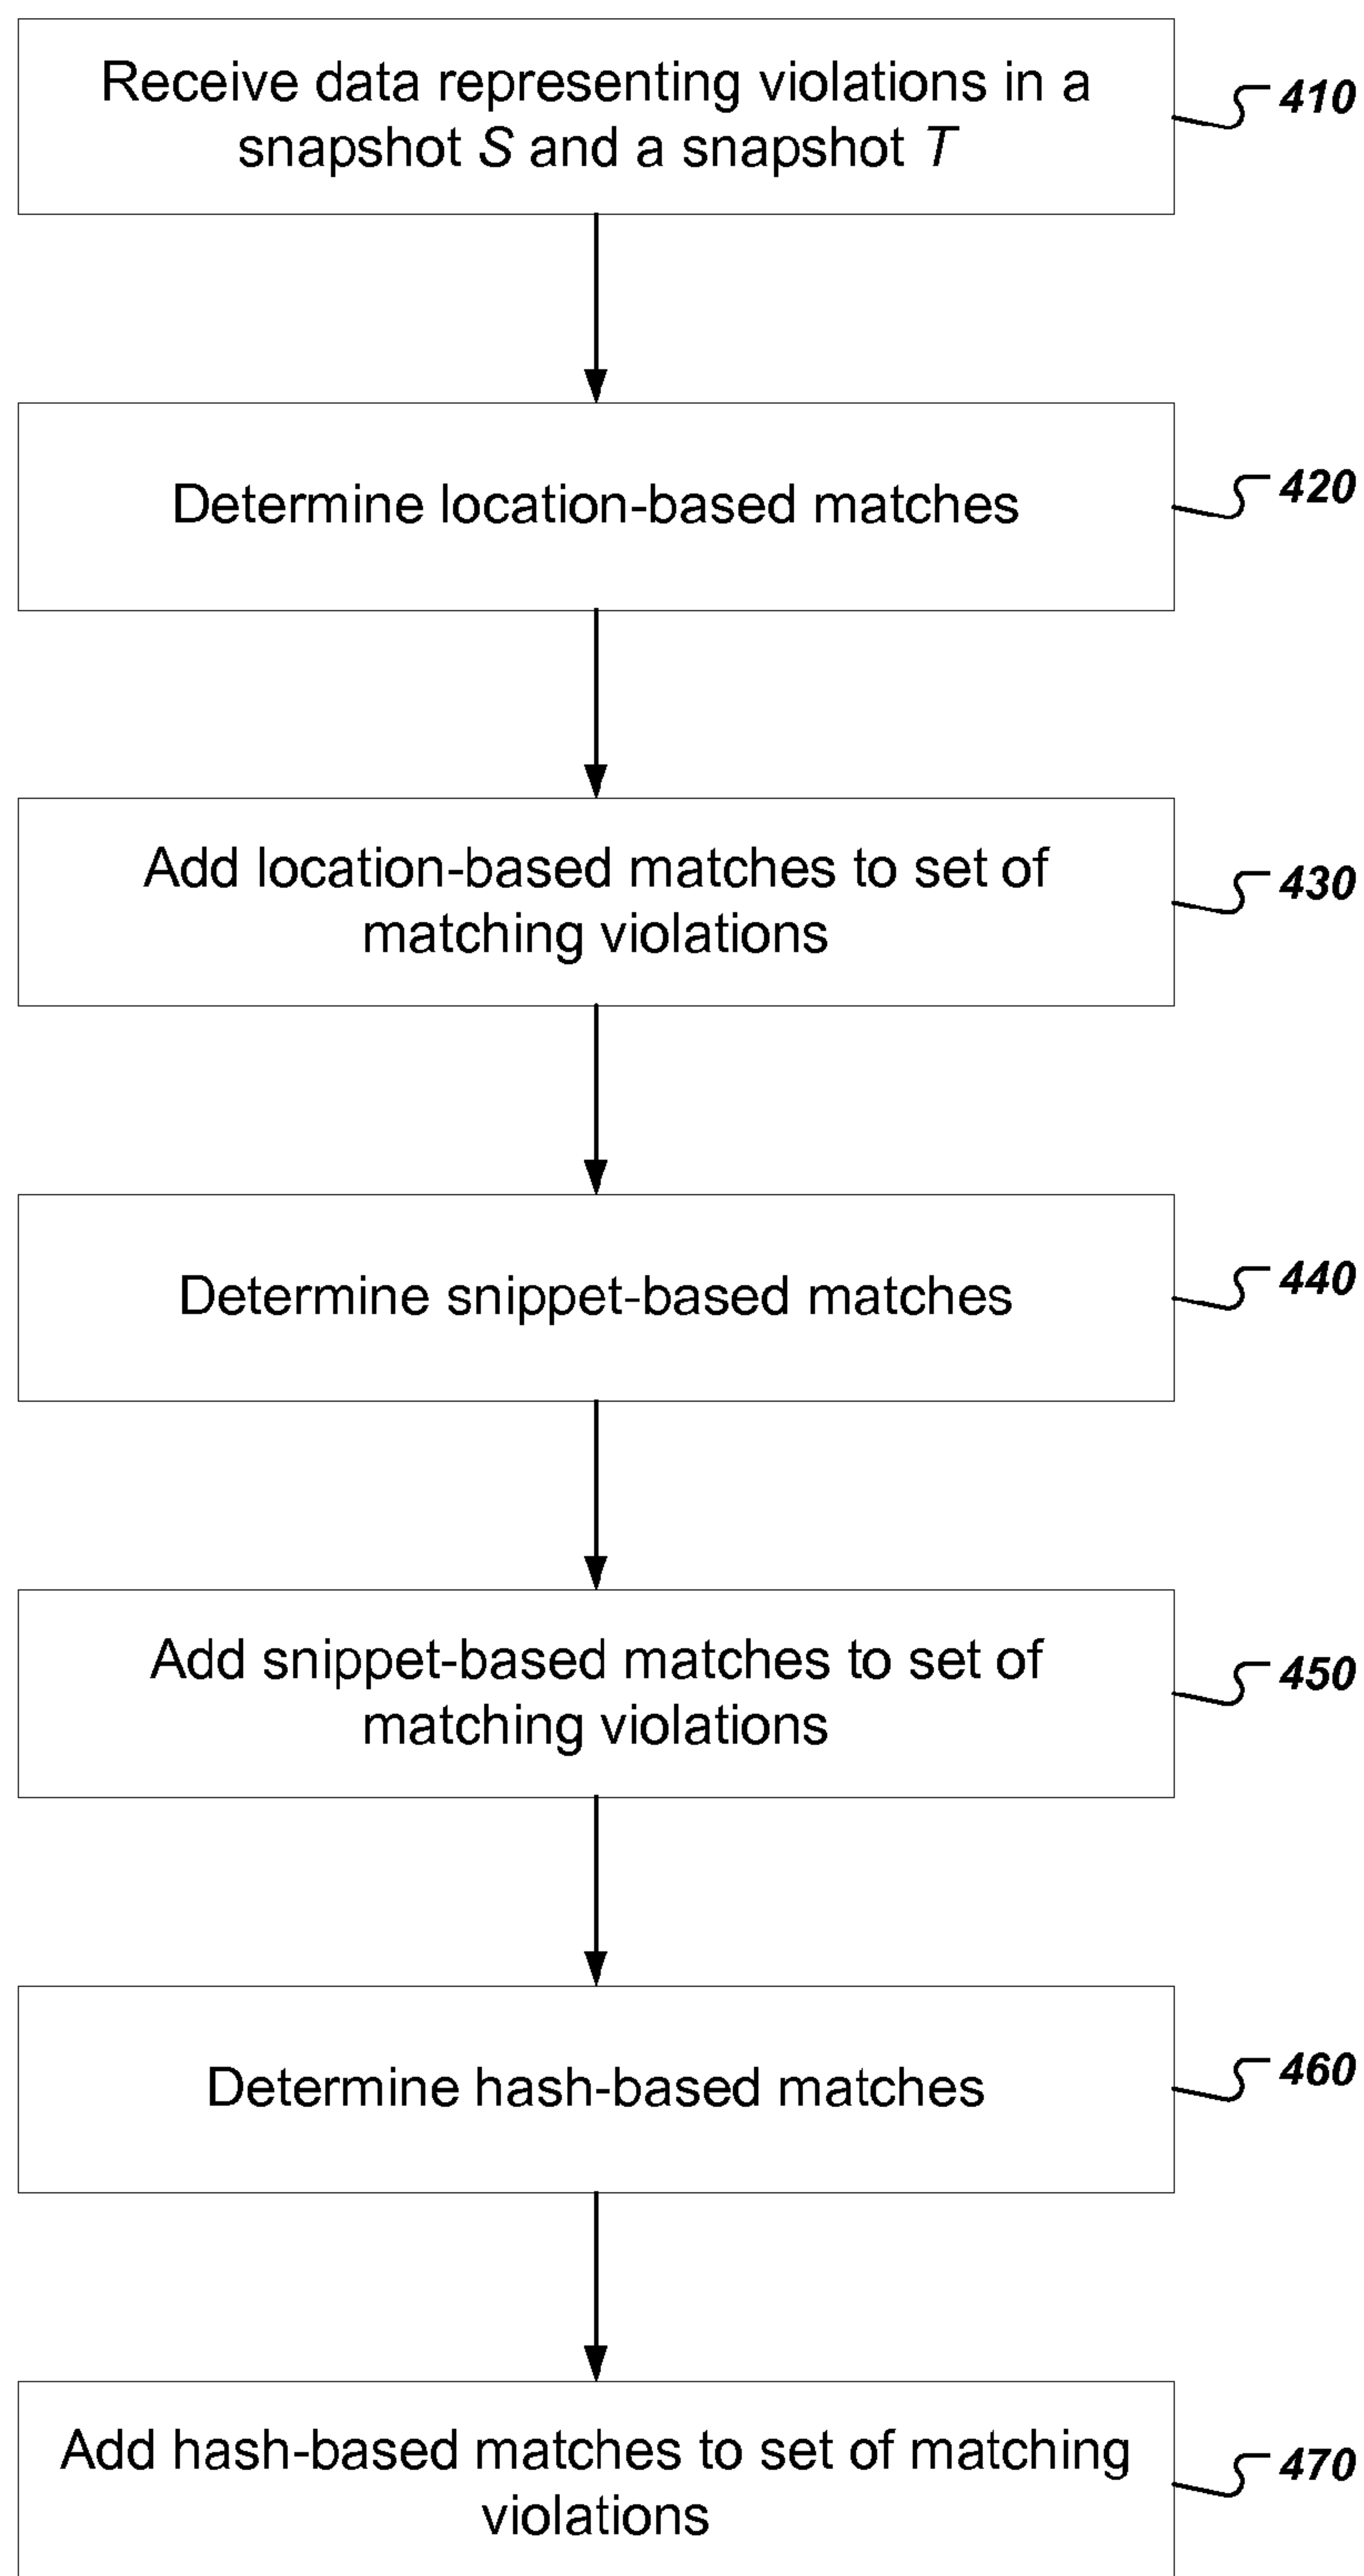 Receive data representing violations in a
snapshot S and a snapshot T
410
Determine location-based matches
420
Add location-based matches to set of
matching violations
430
Determine snippet-based matches
440
Add snippet-based matches to set of
matching violations
450
Determine hash-based matches
460
Add hash-based matches to set of matching
violations
470